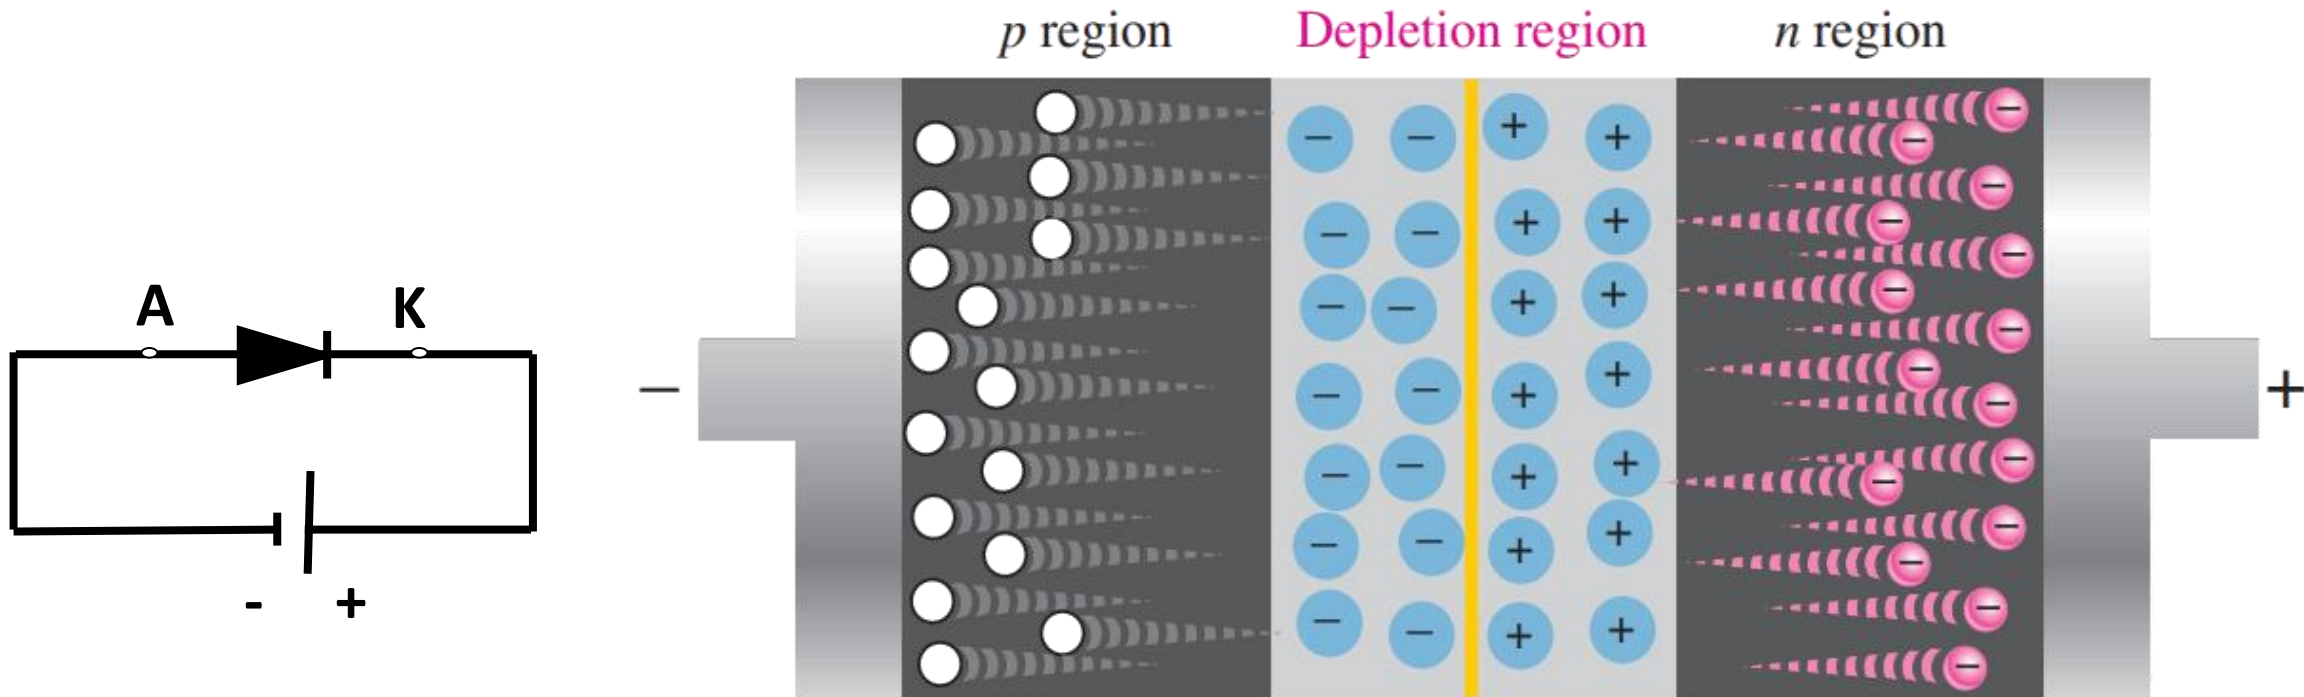 p region Depletion region n region
A K
− +
- +